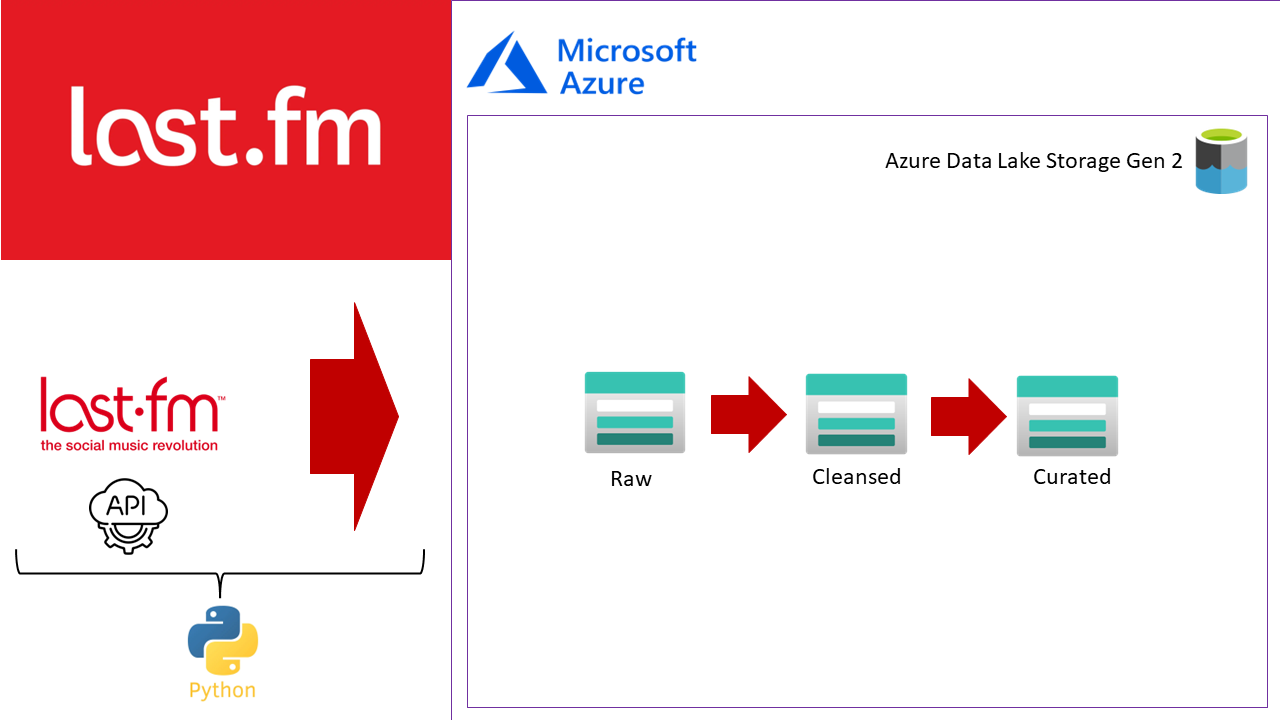 last.fm
last.fm™
the social music revolution
API
Python
Microsoft
Azure
Azure Data Lake Storage Gen 2
Raw
Cleansed
Curated